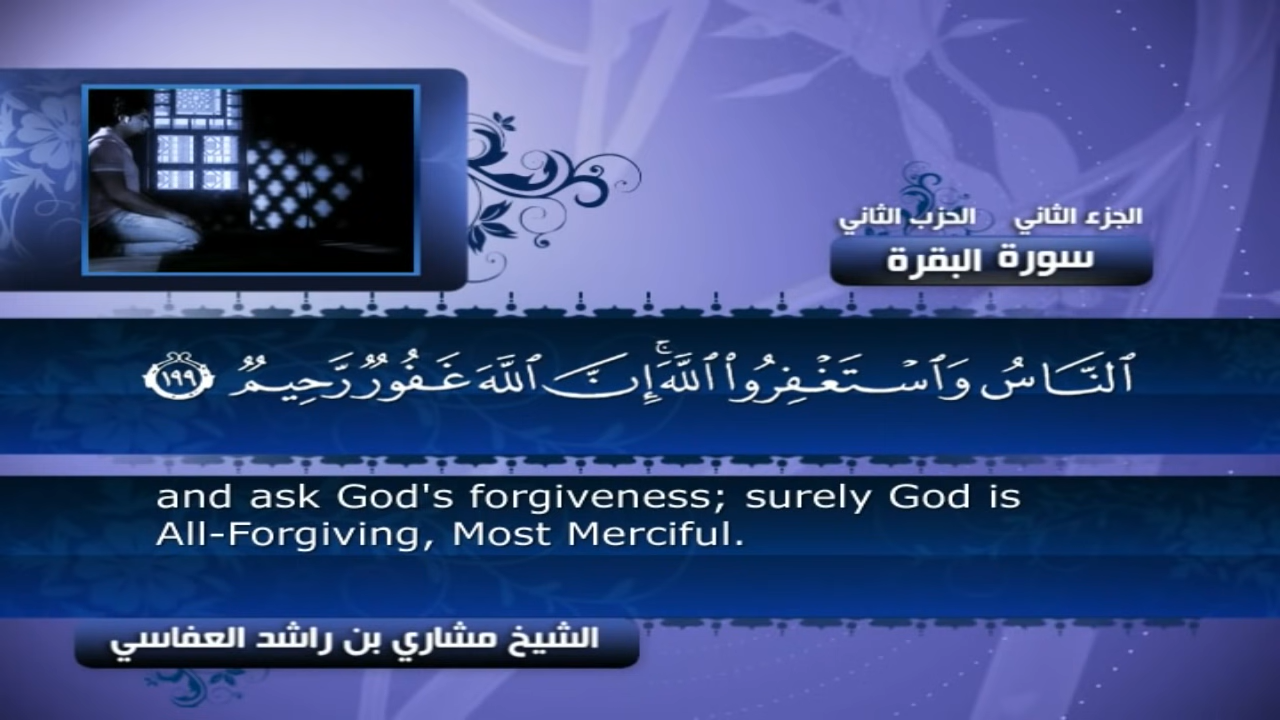 الجزء الثاني الحزب الثاني
سورة البقرة
ٱلنَّاسُ وَٱسْتَغْفِرُوا۟ ٱللَّهَ ۚ إِنَّ ٱللَّهَ غَفُورٌ رَّحِيمٌ ١٩٩
and ask God's forgiveness; surely God is
All-Forgiving, Most Merciful.
الشيخ مشاري بن راشد العفاسي